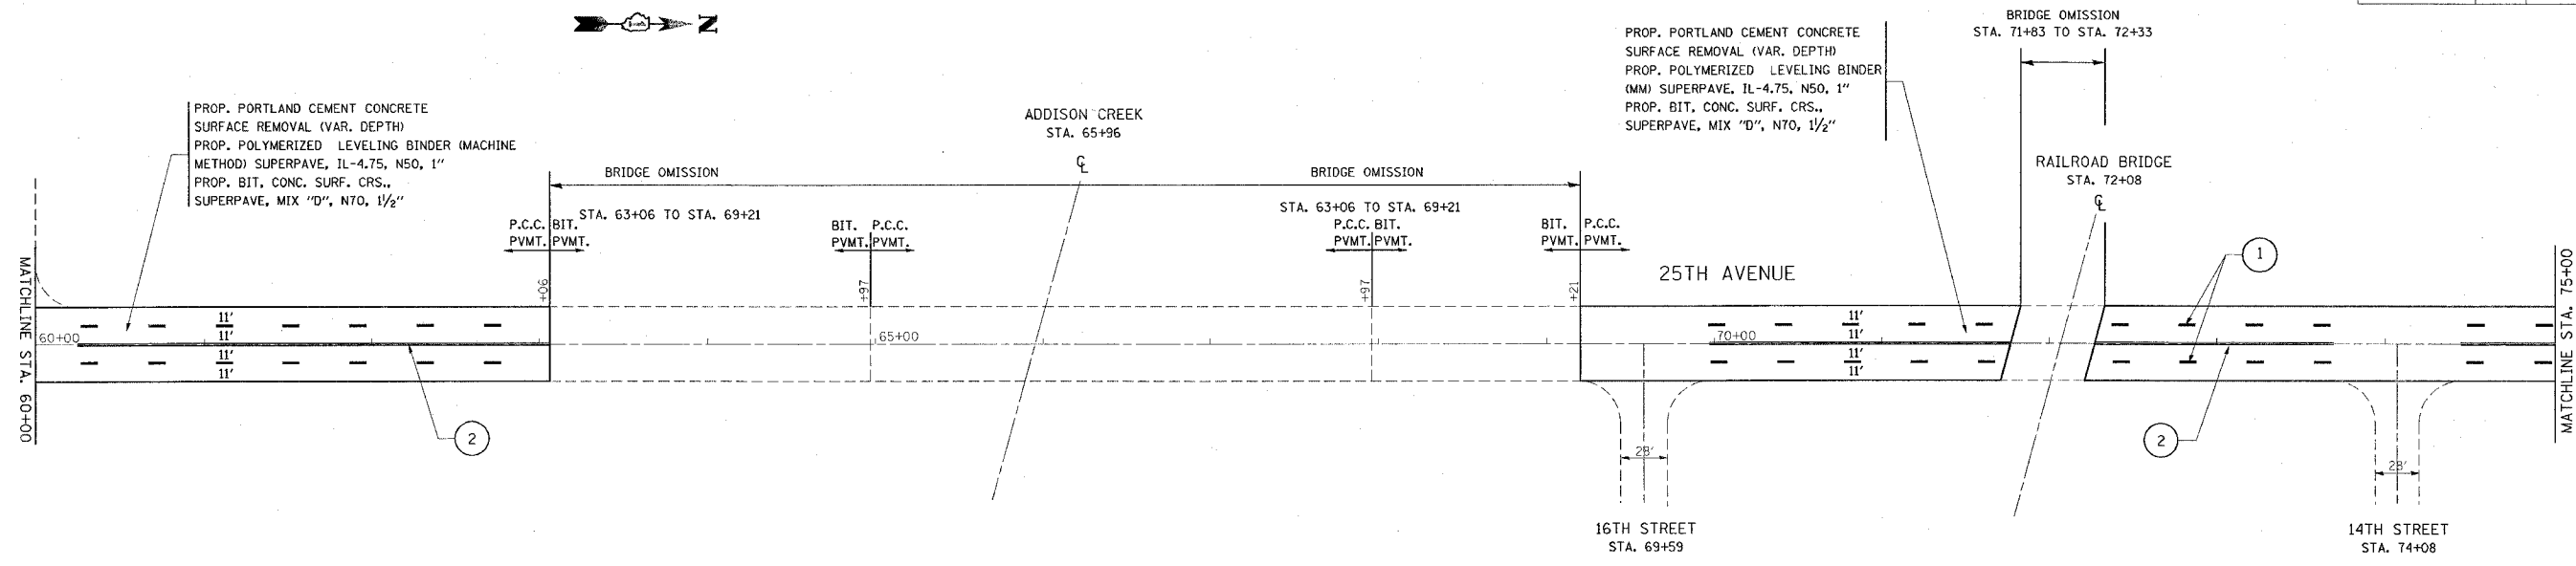 N
BRIDGE OMISSION
STA. 71+83 TO STA. 72+33
PROP. PORTLAND CEMENT CONCRETE
SURFACE REMOVAL (VAR. DEPTH)
PROP. POLYMERIZED LEVELING BINDER
(MM) SUPERPAVE, IL-4.75, N50, 1"
PROP. BIT. CONC. SURF. CRS.,
SUPERPAVE, MIX "D", N70, 1½"
PROP. PORTLAND CEMENT CONCRETE
SURFACE REMOVAL (VAR. DEPTH)
PROP. POLYMERIZED LEVELING BINDER (MACHINE
METHOD) SUPERPAVE, IL-4.75, N50, 1"
PROP. BIT. CONC. SURF. CRS.,
SUPERPAVE, MIX "D", N70, 1½"
ADDISON CREEK
STA. 65+96
℄
BRIDGE OMISSION
BRIDGE OMISSION
RAILROAD BRIDGE
STA. 72+08
℄
STA. 63+06 TO STA. 69+21
STA. 63+06 TO STA. 69+21
P.C.C. BIT.
PVMT. PVMT.
BIT. P.C.C.
PVMT. PVMT.
P.C.C. BIT.
PVMT. PVMT.
BIT. P.C.C.
PVMT. PVMT.
25TH AVENUE
1
MATCHLINE STA. 60+00
+06
+97
+97
+21
MATCHLINE STA. 75+00
11'
11'
11'
11'
60+00
65+00
70+00
11'
11'
11'
11'
2
2
28'
28'
16TH STREET
STA. 69+59
14TH STREET
STA. 74+08